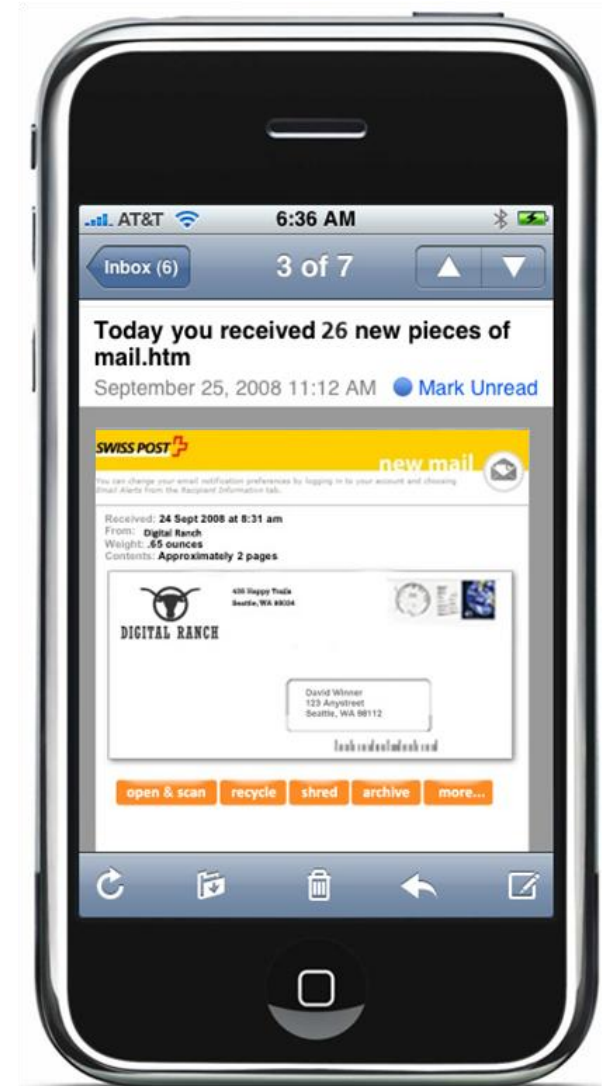 AT&T 6:36 AM
Inbox (6) 3 of 7
Today you received 26 new pieces of
mail.htm
September 25, 2008 11:12 AM Mark Unread
SWISS POST
new mail
You can change your email notification preferences by logging in to your account and choosing
Email Alerts from the Recipient Information tab.
Received: 24 Sept 2008 at 8:31 am
From: Digital Ranch
Weight: .65 ounces
Contents: Approximately 2 pages
DIGITAL RANCH
Happy Trails
Seattle, WA
David Winner
123 Anystreet
Seattle, WA 98112
open & scan recycle shred archive more...